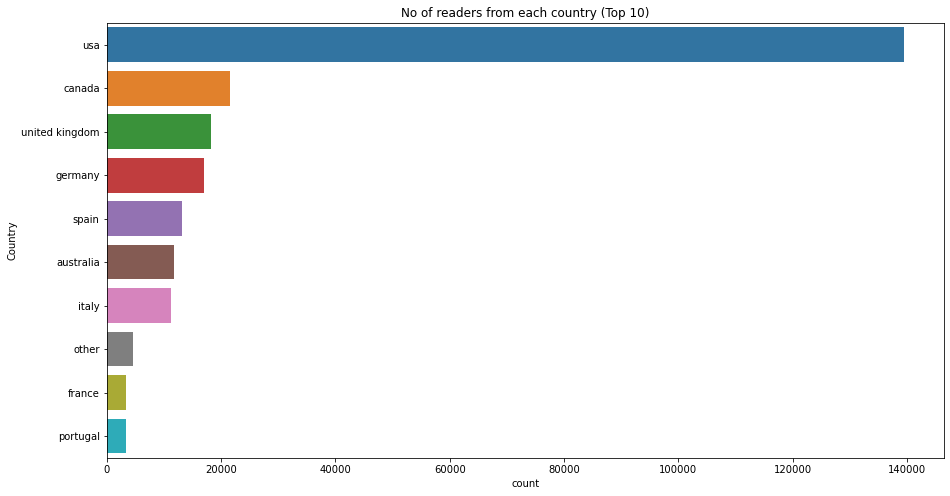 No of readers from each country (Top 10)
Country
usa
canada
united kingdom
germany
spain
australia
italy
other
france
portugal
0 20000 40000 60000 80000 100000 120000 140000
count